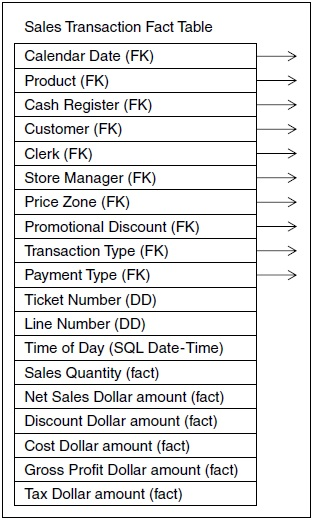 Sales Transaction Fact Table
Calendar Date (FK)
Product (FK)
Cash Register (FK)
Customer (FK)
Clerk (FK)
Store Manager (FK)
Price Zone (FK)
Promotional Discount (FK)
Transaction Type (FK)
Payment Type (FK)
Ticket Number (DD)
Line Number (DD)
Time of Day (SQL Date-Time)
Sales Quantity (fact)
Net Sales Dollar amount (fact)
Discount Dollar amount (fact)
Cost Dollar amount (fact)
Gross Profit Dollar amount (fact)
Tax Dollar amount (fact)